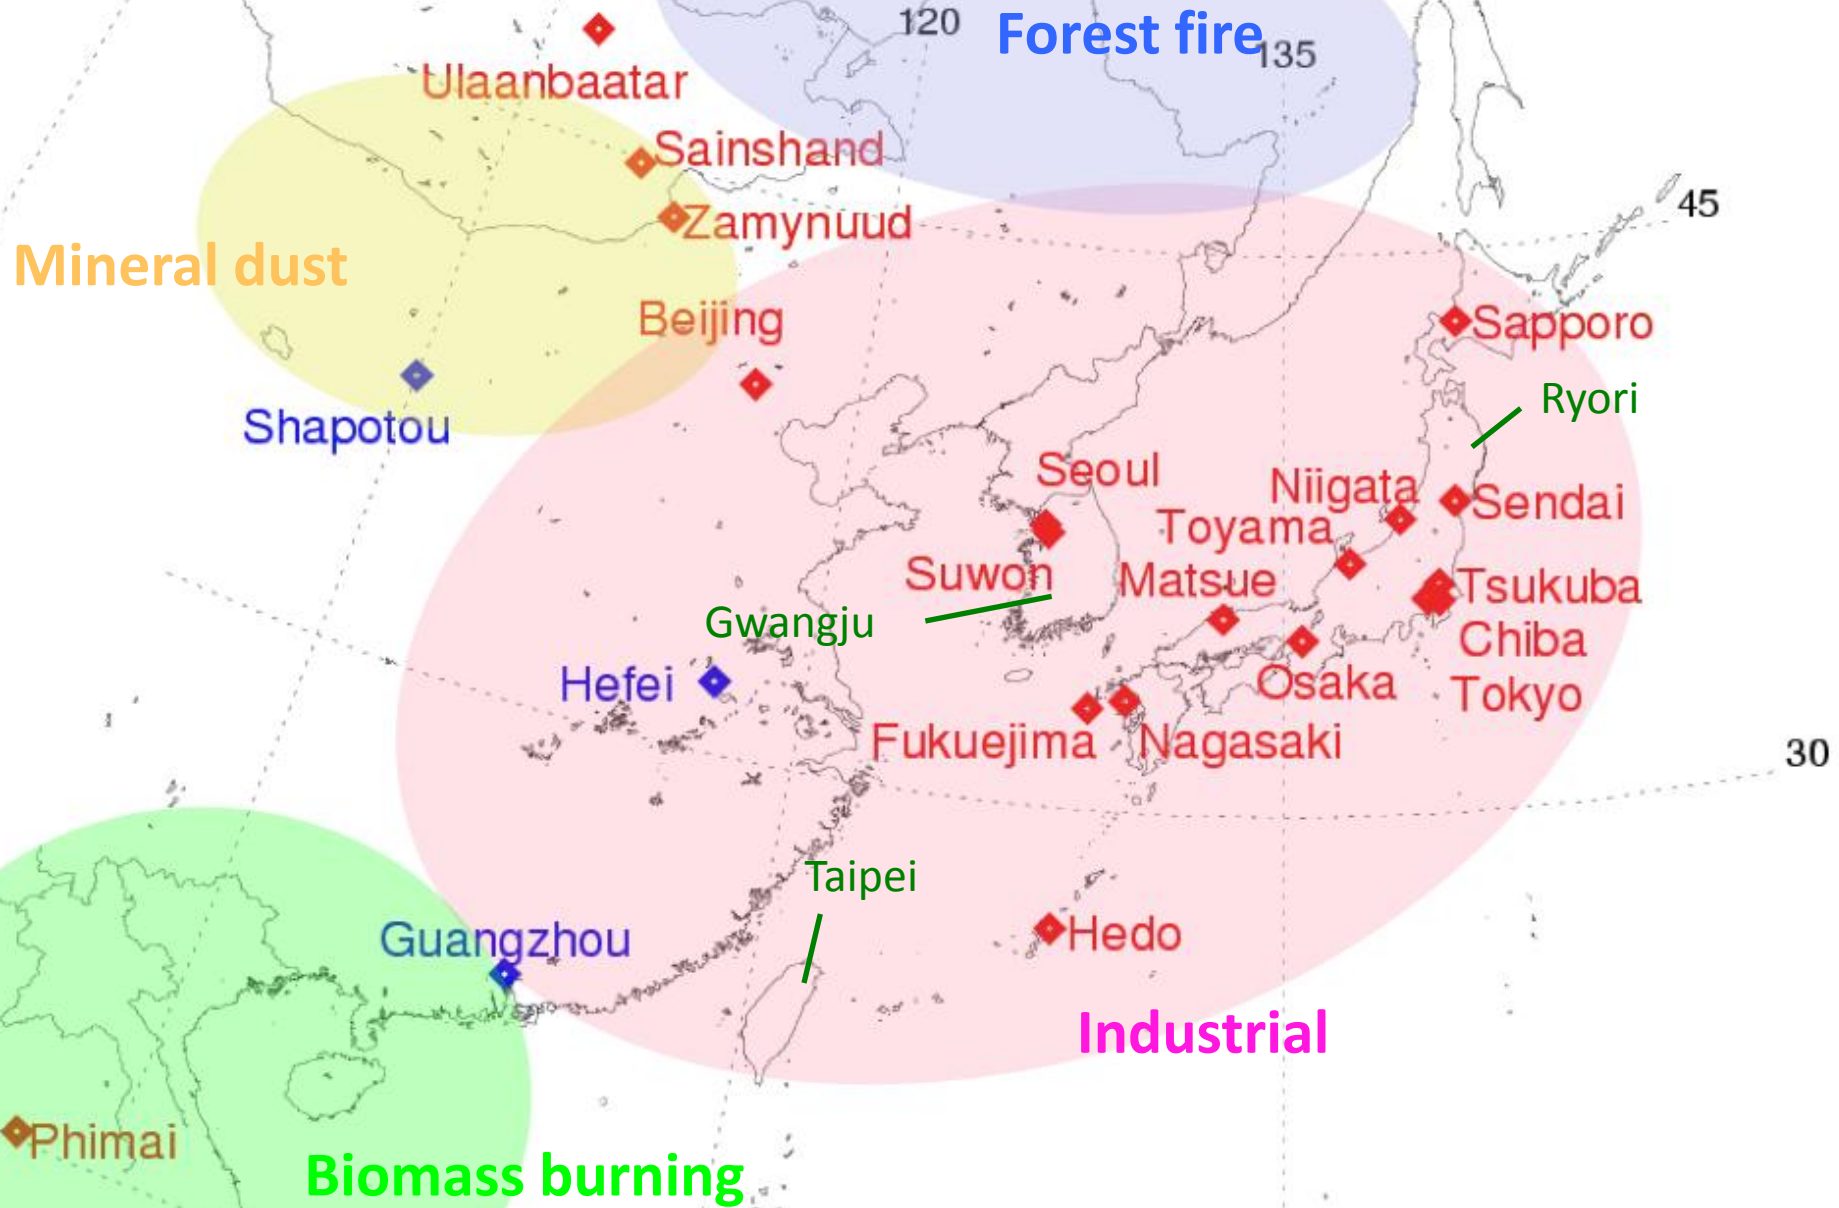 120
Forest fire
135
Ulaanbaatar
Sainshand
45
Zamynuud
Mineral dust
Beijing
Sapporo
Ryori
Shapotou
Seoul
Niigata
Sendai
Toyama
Suwon
Matsue
Tsukuba
Gwangju
Chiba
Hefei
Osaka
Tokyo
Fukuejima
Nagasaki
30
Taipei
Guangzhou
Hedo
Industrial
Phimai
Biomass burning